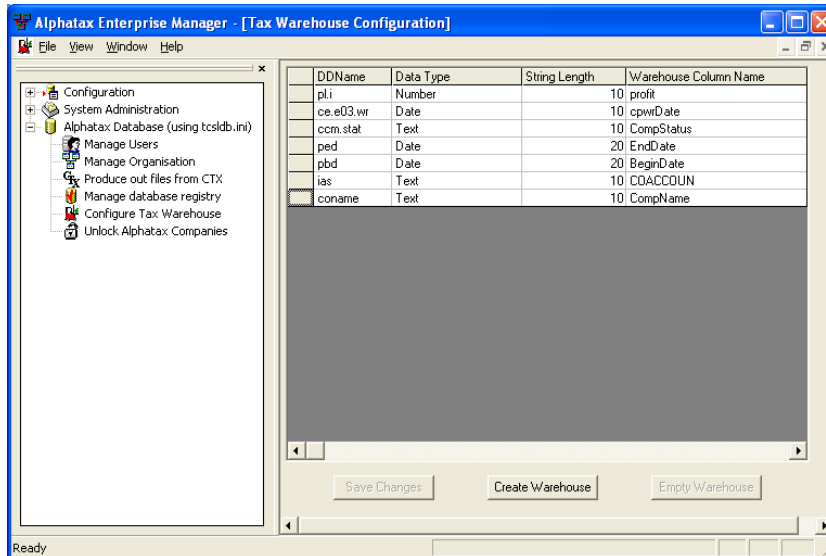 Alphatax Enterprise Manager - [Tax Warehouse Configuration]
File View Window Help
Configuration
System Administration
Alphatax Database (using tcsldb.ini)
Manage Users
Manage Organisation
Produce out files from CTX
Manage database registry
Configure Tax Warehouse
Unlock Alphatax Companies
DDName Data Type String Length Warehouse Column Name
pl.i Number 10 profit
ce.e03.wr Date 10 cpwrDate
ccm.stat Text 10 CompStatus
ped Date 20 EndDate
pbd Date 20 BeginDate
ias Text 10 COACCOUN
coname Text 10 CompName
Save Changes Create Warehouse Empty Warehouse
Ready